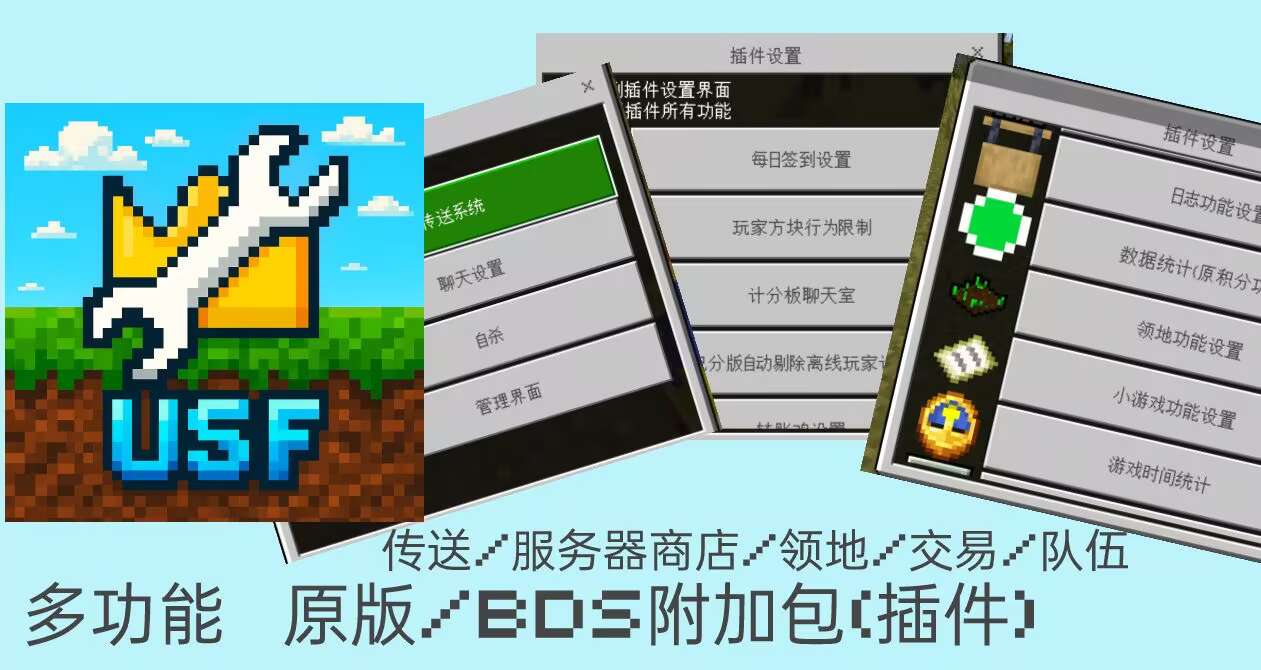 USF
传送系统
聊天设置
自杀
管理界面
插件设置
插件设置界面
插件所有功能
每日签到设置
玩家方块行为限制
计分板聊天室
分版自动剔除离线玩家
插件设置
日志功能设置
数据统计(原积分功
领地功能设置
小游戏功能设置
游戏时间统计
传送/服务器商店/领地/交易/队伍
多功能 原版/BDS附加包(插件)